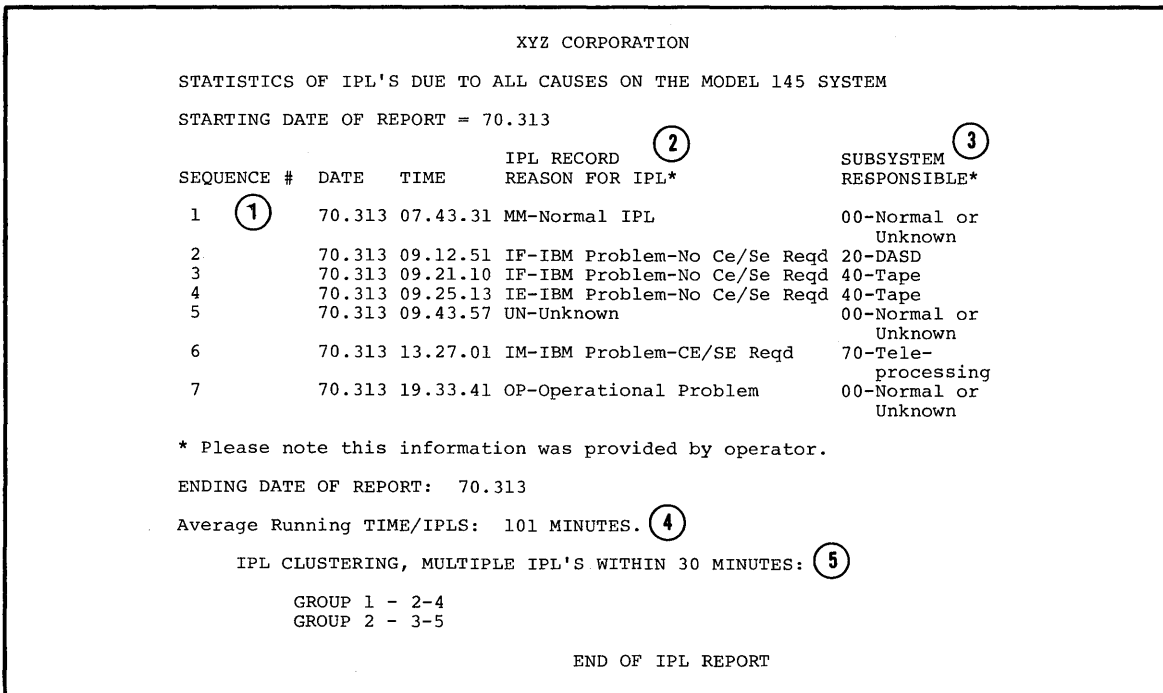 XYZ CORPORATION
STATISTICS OF IPL'S DUE TO ALL CAUSES ON THE MODEL 145 SYSTEM
STARTING DATE OF REPORT = 70.313
2 3
IPL RECORD SUBSYSTEM
SEQUENCE # DATE TIME REASON FOR IPL* RESPONSIBLE*
1 1 70.313 07.43.31 MM-Normal IPL 00-Normal or
Unknown
2 70.313 09.12.51 IF-IBM Problem-No Ce/Se Reqd 20-DASD
3 70.313 09.21.10 IF-IBM Problem-No Ce/Se Reqd 40-Tape
4 70.313 09.25.13 IE-IBM Problem-No Ce/Se Reqd 40-Tape
5 70.313 09.43.57 UN-Unknown 00-Normal or
Unknown
6 70.313 13.27.01 IM-IBM Problem-CE/SE Reqd 70-Tele-
processing
7 70.313 19.33.41 OP-Operational Problem 00-Normal or
Unknown
* Please note this information was provided by operator.
ENDING DATE OF REPORT: 70.313
Average Running TIME/IPLS: 101 MINUTES. 4
IPL CLUSTERING, MULTIPLE IPL'S WITHIN 30 MINUTES: 5
GROUP 1 - 2-4
GROUP 2 - 3-5
END OF IPL REPORT